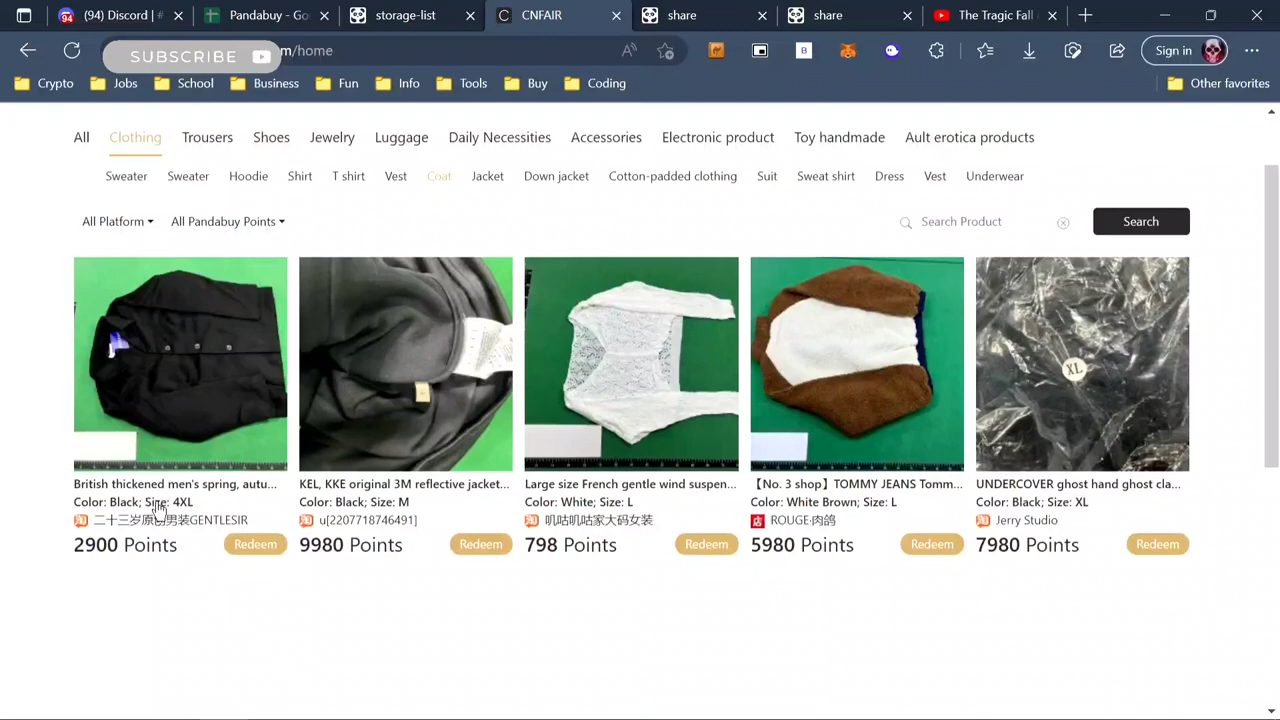 (94) Discord | #
Pandabuy - Go
storage-list
CNFAIR
share
share
The Tragic Fall
SUBSCRIBE
m/home
Sign in
Crypto
Jobs
School
Business
Fun
Info
Tools
Buy
Coding
Other favorites
All
Clothing
Trousers
Shoes
Jewelry
Luggage
Daily Necessities
Accessories
Electronic product
Toy handmade
Ault erotica products
Sweater
Sweater
Hoodie
Shirt
T shirt
Vest
Coat
Jacket
Down jacket
Cotton-padded clothing
Suit
Sweat shirt
Dress
Vest
Underwear
All Platform
All Pandabuy Points
Search Product
Search
XL
British thickened men's spring, autu...
Color: Black; Size: 4XL
二十三岁原男装GENTLESIR
2900 Points
Redeem
KEL, KKE original 3M reflective jacket...
Color: Black; Size: M
u[2207718746491]
9980 Points
Redeem
Large size French gentle wind suspen...
Color: White; Size: L
叽咕叽咕家大码女装
798 Points
Redeem
【No. 3 shop】TOMMY JEANS Tomm...
Color: White Brown; Size: L
ROUGE·肉鸽
5980 Points
Redeem
UNDERCOVER ghost hand ghost cla...
Color: Black; Size: XL
Jerry Studio
7980 Points
Redeem